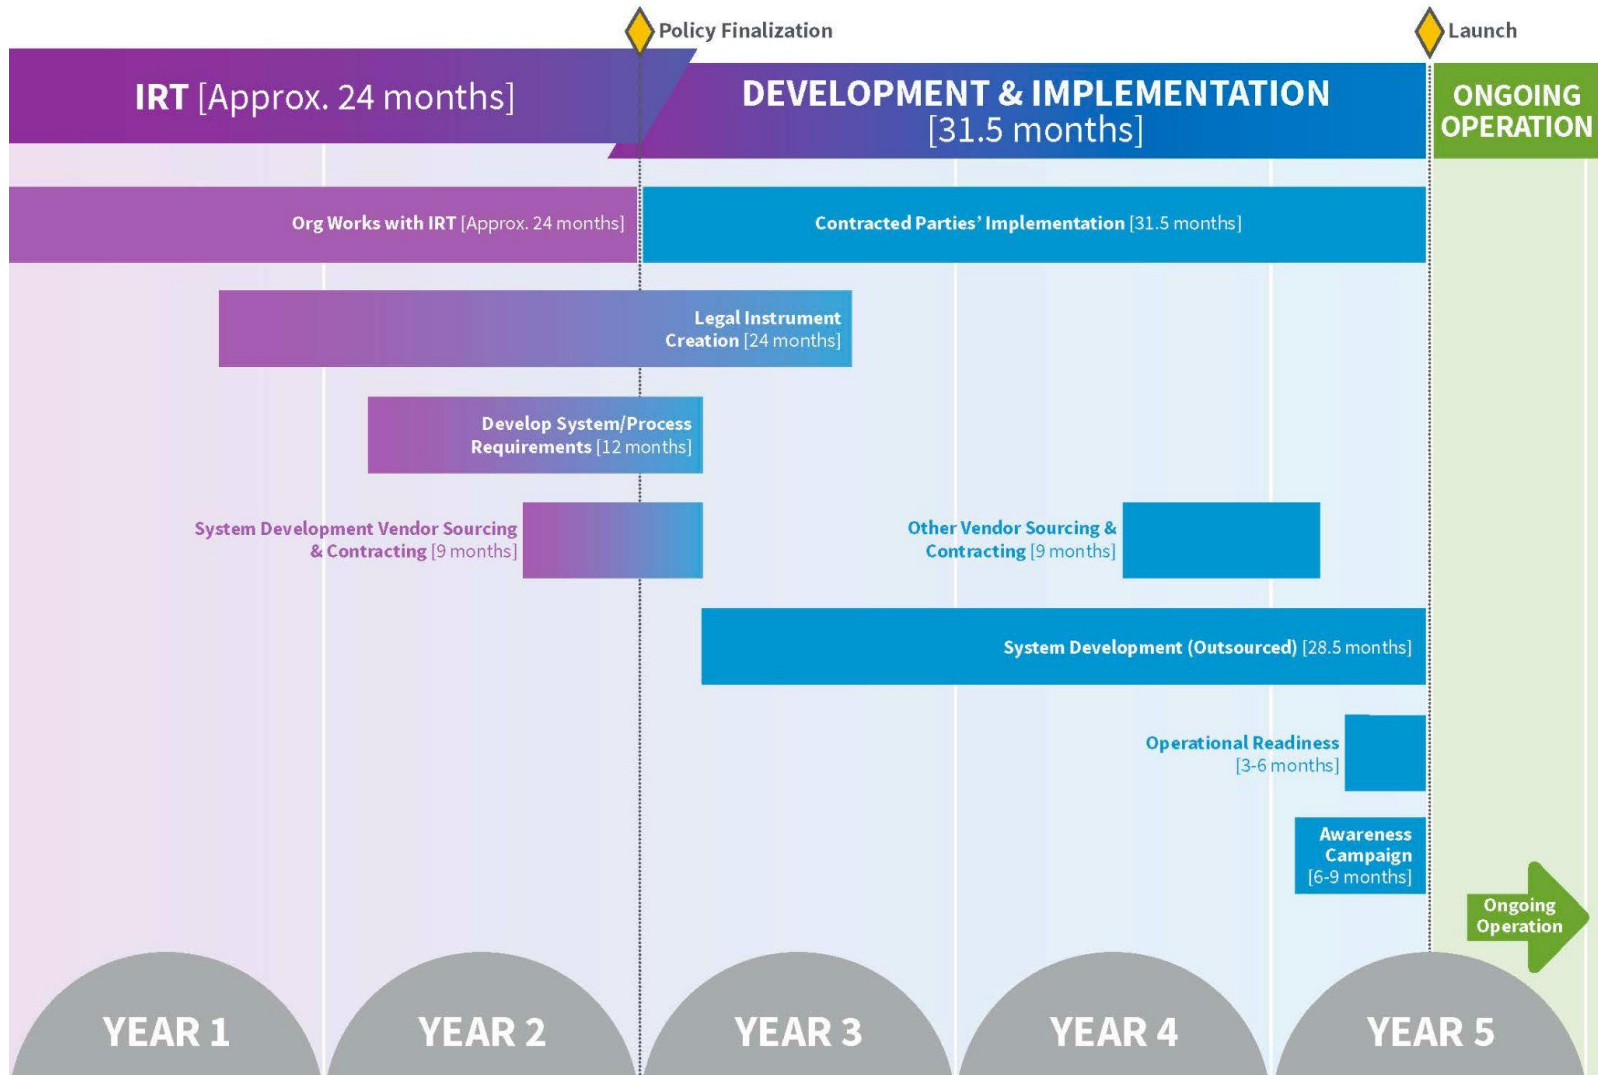 Policy Finalization
Launch
IRT [Approx. 24 months]
DEVELOPMENT & IMPLEMENTATION
[31.5 months]
ONGOING
OPERATION
Org Works with IRT [Approx. 24 months]
Contracted Parties’ Implementation [31.5 months]
Legal Instrument
Creation [24 months]
Develop System/Process
Requirements [12 months]
System Development Vendor Sourcing
& Contracting [9 months]
Other Vendor Sourcing &
Contracting [9 months]
System Development (Outsourced) [28.5 months]
Operational Readiness
[3-6 months]
Awareness
Campaign
[6-9 months]
Ongoing
Operation
YEAR 1
YEAR 2
YEAR 3
YEAR 4
YEAR 5